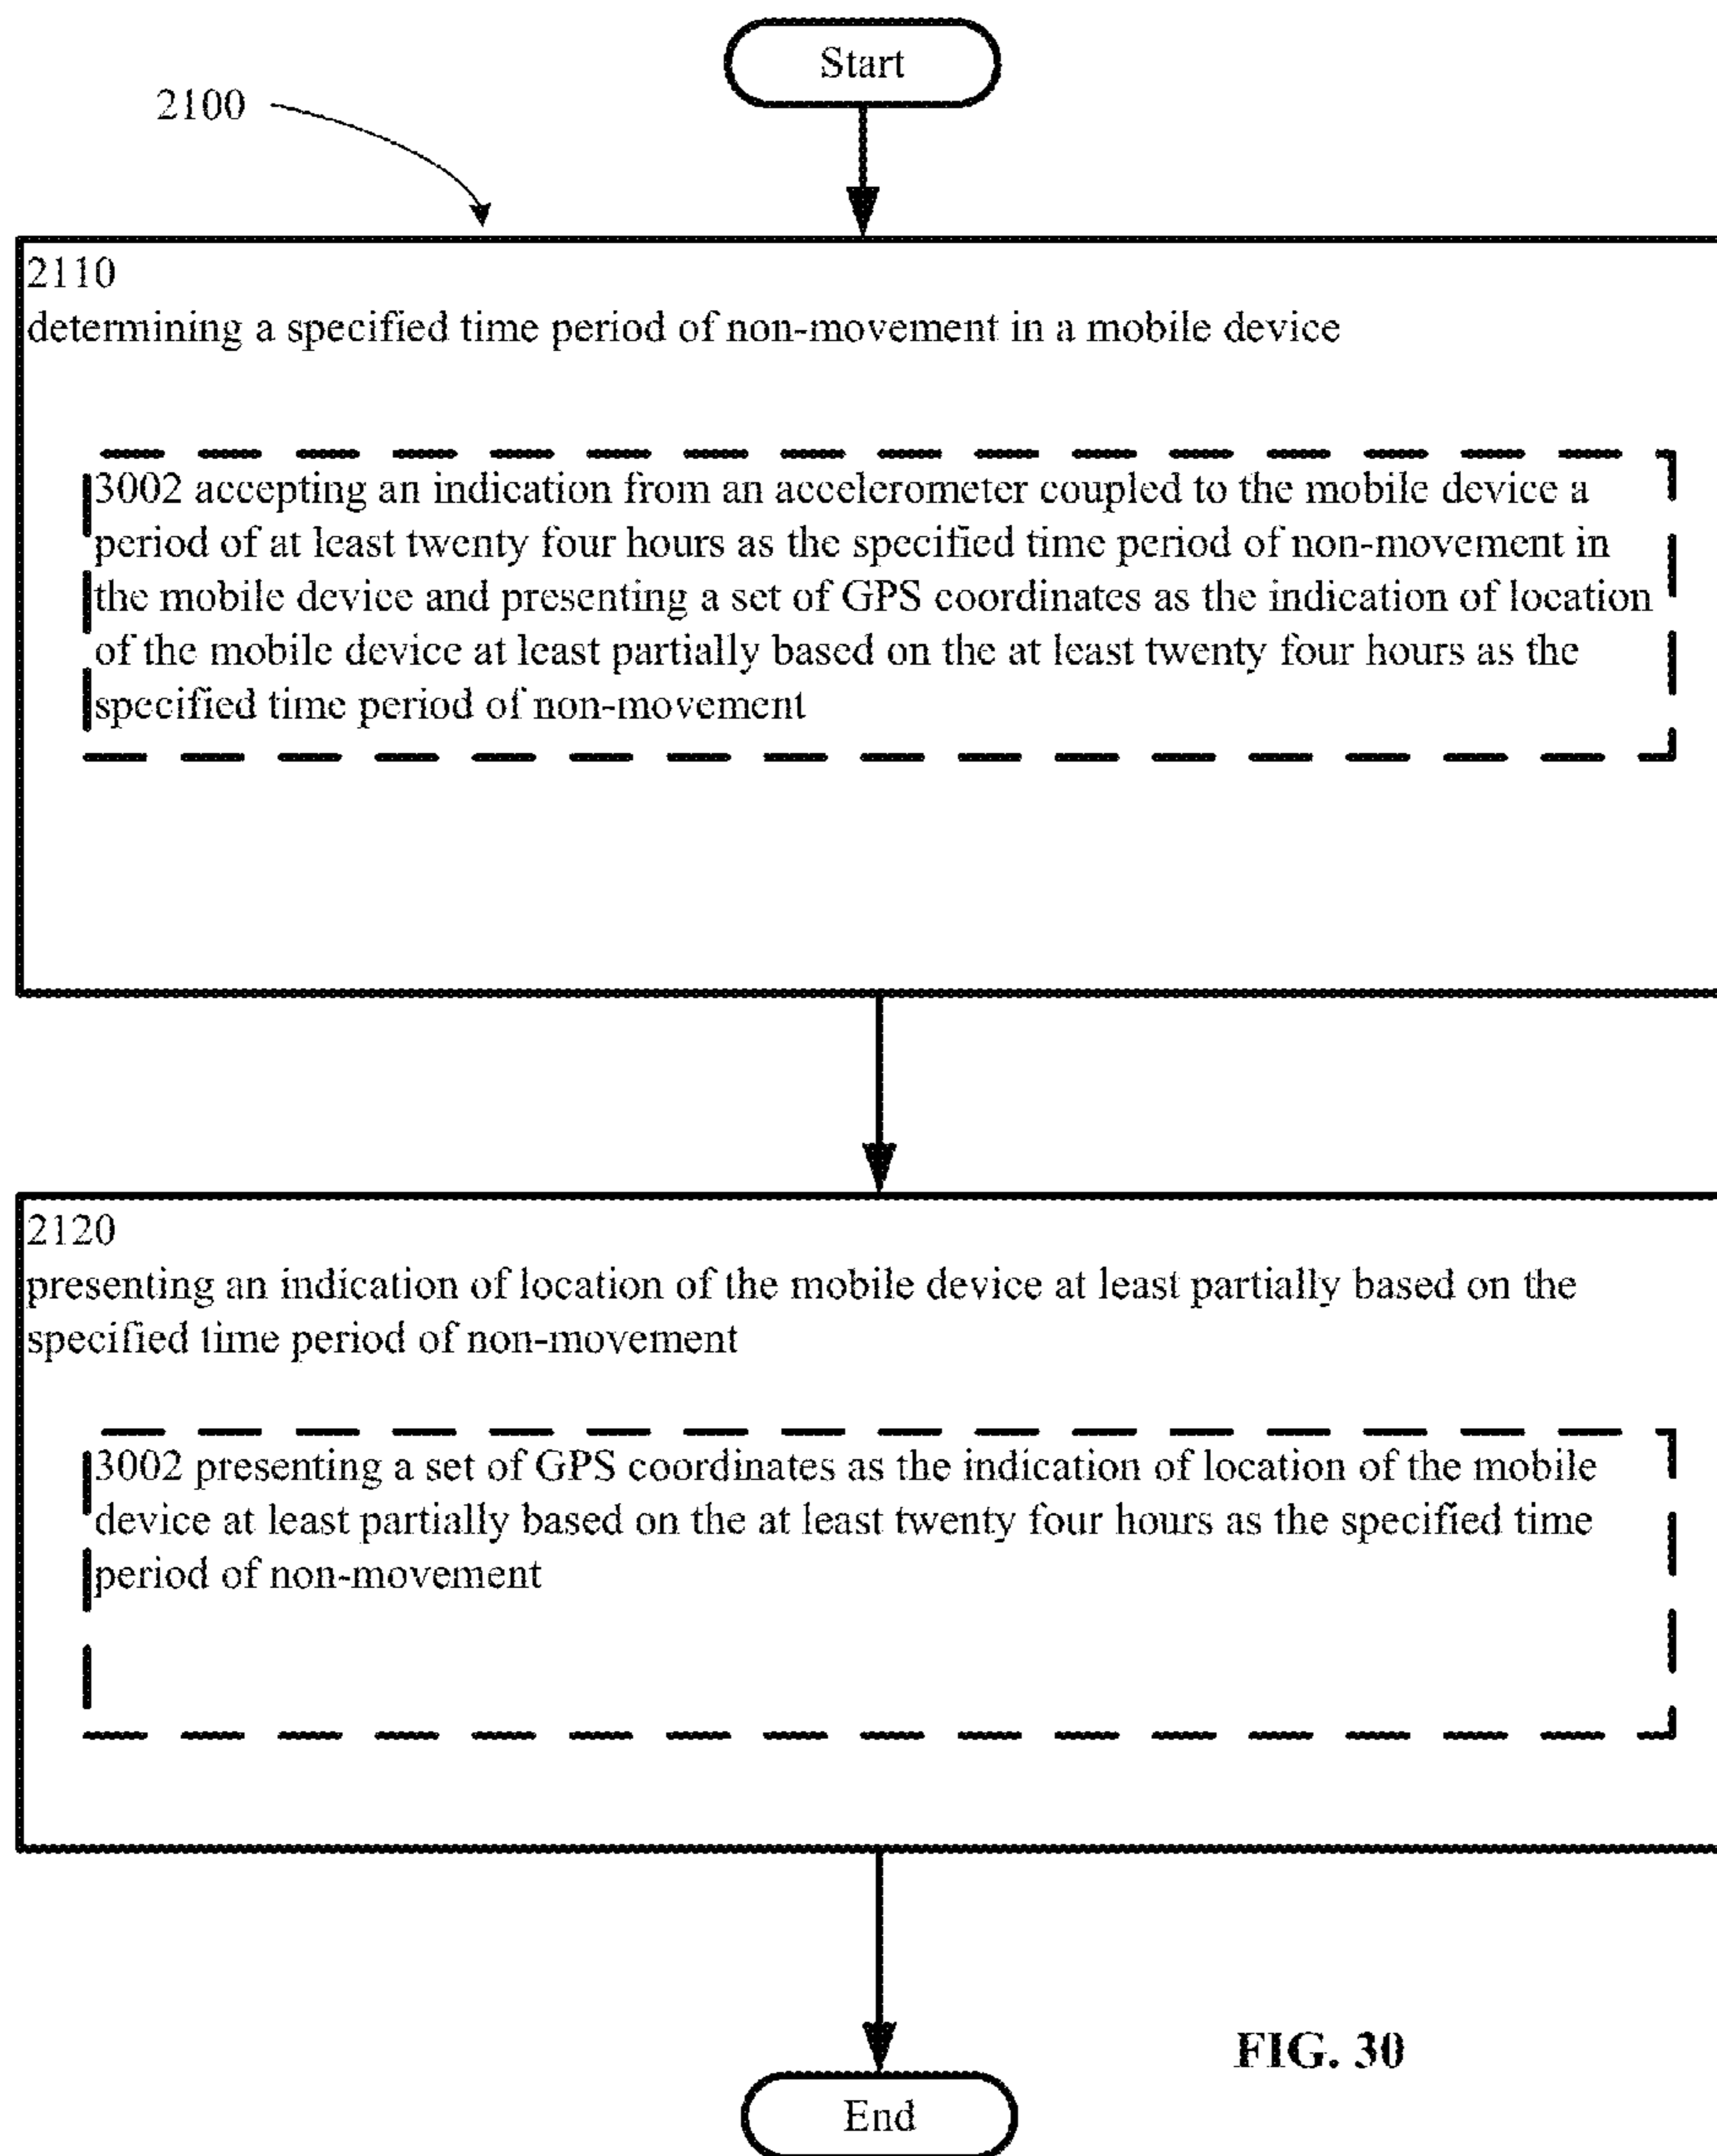 Start
2100
2110
determining a specified time period of non-movement in a mobile device
3002 accepting an indication from an accelerometer coupled to the mobile device a
period of at least twenty four hours as the specified time period of non-movement in
the mobile device and presenting a set of GPS coordinates as the indication of location
of the mobile device at least partially based on the at least twenty four hours as the
specified time period of non-movement
2120
presenting an indication of location of the mobile device at least partially based on the
specified time period of non-movement
3002 presenting a set of GPS coordinates as the indication of location of the mobile
device at least partially based on the at least twenty four hours as the specified time
period of non-movement
FIG. 30
End